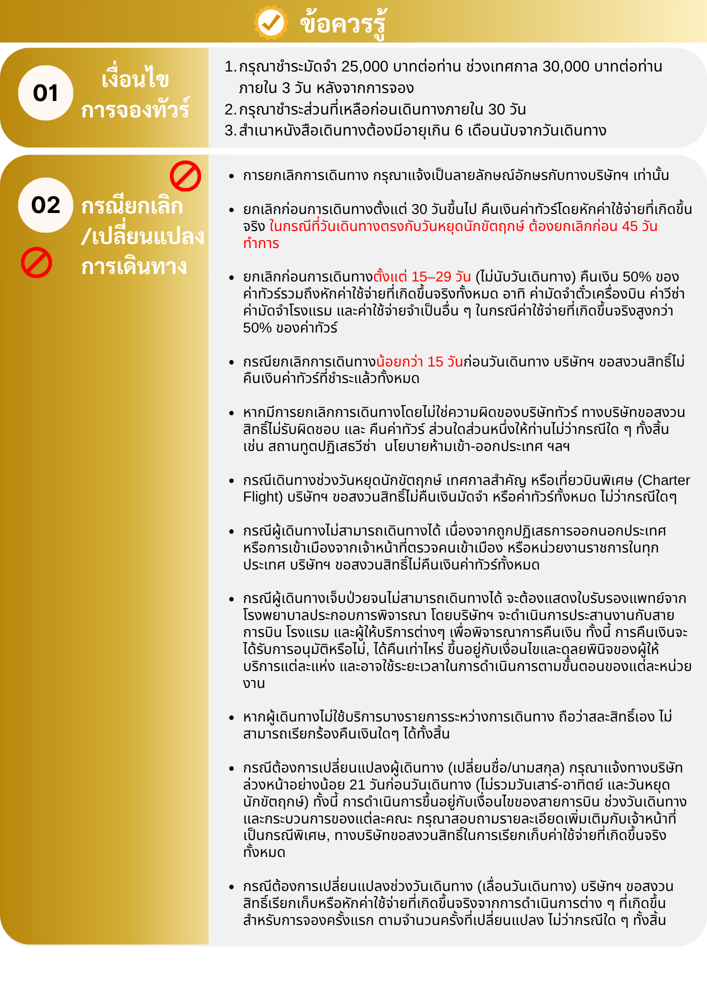 ข้อควรรู้
01
เงื่อนไข
การจองทัวร์
1. กรุณาชำระมัดจำ 25,000 บาทต่อท่าน ช่วงเทศกาล 30,000 บาทต่อท่าน
ภายใน 3 วัน หลังจากการจอง
2. กรุณาชำระส่วนที่เหลือก่อนเดินทางภายใน 30 วัน
3. สำเนาหนังสือเดินทางต้องมีอายุเกิน 6 เดือนนับจากวันเดินทาง
02
กรณียกเลิก
/เปลี่ยนแปลง
การเดินทาง
• การยกเลิกการเดินทาง กรุณาแจ้งเป็นลายลักษณ์อักษรกับทางบริษัทฯ เท่านั้น
• ยกเลิกก่อนการเดินทางตั้งแต่ 30 วันขึ้นไป คืนเงินค่าทัวร์โดยหักค่าใช้จ่ายที่เกิดขึ้น
จริง ในกรณีที่วันเดินทางตรงกับวันหยุดนักขัตฤกษ์ ต้องยกเลิกก่อน 45 วัน
ทำการ
• ยกเลิกก่อนการเดินทางตั้งแต่ 15–29 วัน (ไม่นับวันเดินทาง) คืนเงิน 50% ของ
ค่าทัวร์รวมถึงหักค่าใช้จ่ายที่เกิดขึ้นจริงทั้งหมด อาทิ ค่ามัดจำตั๋วเครื่องบิน ค่าวีซ่า
ค่ามัดจำโรงแรม และค่าใช้จ่ายจำเป็นอื่น ๆ ในกรณีค่าใช้จ่ายที่เกิดขึ้นจริงสูงกว่า
50% ของค่าทัวร์
• กรณียกเลิกการเดินทางน้อยกว่า 15 วันก่อนวันเดินทาง บริษัทฯ ขอสงวนสิทธิ์ไม่
คืนเงินค่าทัวร์ที่ชำระแล้วทั้งหมด
• หากมีการยกเลิกการเดินทางโดยไม่ใช่ความผิดของบริษัททัวร์ ทางบริษัทขอสงวน
สิทธิ์ไม่รับผิดชอบ และ คืนค่าทัวร์ ส่วนใดส่วนหนึ่งให้ท่านไม่ว่ากรณีใด ๆ ทั้งสิ้น
เช่น สถานทูตปฏิเสธวีซ่า  นโยบายห้ามเข้า-ออกประเทศ ฯลฯ
• กรณีเดินทางช่วงวันหยุดนักขัตฤกษ์ เทศกาลสำคัญ หรือเที่ยวบินพิเศษ (Charter
Flight) บริษัทฯ ขอสงวนสิทธิ์ไม่คืนเงินมัดจำ หรือค่าทัวร์ทั้งหมด ไม่ว่ากรณีใดๆ
• กรณีผู้เดินทางไม่สามารถเดินทางได้ เนื่องจากถูกปฏิเสธการออกนอกประเทศ
หรือการเข้าเมืองจากเจ้าหน้าที่ตรวจคนเข้าเมือง หรือหน่วยงานราชการในทุก
ประเทศ บริษัทฯ ขอสงวนสิทธิ์ไม่คืนเงินค่าทัวร์ทั้งหมด
• กรณีผู้เดินทางเจ็บป่วยจนไม่สามารถเดินทางได้ จะต้องแสดงใบรับรองแพทย์จาก
โรงพยาบาลประกอบการพิจารณา โดยบริษัทฯ จะดำเนินการประสานงานกับสาย
การบิน โรงแรม และผู้ให้บริการต่างๆ เพื่อพิจารณาการคืนเงิน ทั้งนี้ การคืนเงินจะ
ได้รับการอนุมัติหรือไม่, ได้คืนเท่าไหร่ ขึ้นอยู่กับเงื่อนไขและดุลยพินิจของผู้ให้
บริการแต่ละแห่ง และอาจใช้ระยะเวลาในการดำเนินการตามขั้นตอนของแต่ละหน่วย
งาน
• หากผู้เดินทางไม่ใช้บริการบางรายการระหว่างการเดินทาง ถือว่าสละสิทธิ์เอง ไม่
สามารถเรียกร้องคืนเงินใดๆ ได้ทั้งสิ้น
• กรณีต้องการเปลี่ยนแปลงผู้เดินทาง (เปลี่ยนชื่อ/นามสกุล) กรุณาแจ้งทางบริษัท
ล่วงหน้าอย่างน้อย 21 วันก่อนวันเดินทาง (ไม่รวมวันเสาร์-อาทิตย์ และวันหยุด
นักขัตฤกษ์) ทั้งนี้ การดำเนินการขึ้นอยู่กับเงื่อนไขของสายการบิน ช่วงวันเดินทาง
และกระบวนการของแต่ละคณะ กรุณาสอบถามรายละเอียดเพิ่มเติมกับเจ้าหน้าที่
เป็นกรณีพิเศษ, ทางบริษัทขอสงวนสิทธิ์ในการเรียกเก็บค่าใช้จ่ายที่เกิดขึ้นจริง
ทั้งหมด
• กรณีต้องการเปลี่ยนแปลงช่วงวันเดินทาง (เลื่อนวันเดินทาง) บริษัทฯ ขอสงวน
สิทธิ์เรียกเก็บหรือหักค่าใช้จ่ายที่เกิดขึ้นจริงจากการดำเนินการต่าง ๆ ที่เกิดขึ้น
สำหรับการจองครั้งแรก ตามจำนวนครั้งที่เปลี่ยนแปลง ไม่ว่ากรณีใด ๆ ทั้งสิ้น